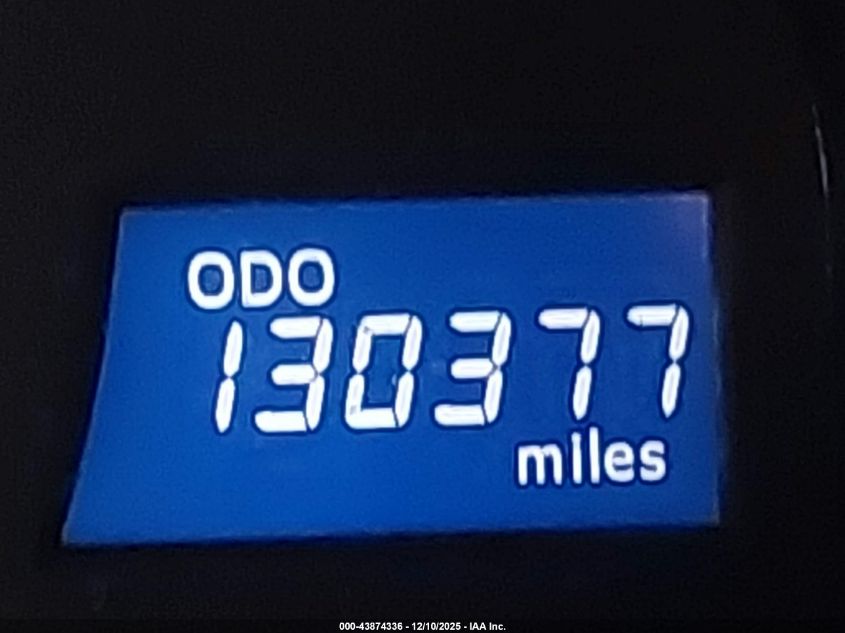 ODO
130377
miles
000-43874336 - 12/10/2025 - IAA Inc.